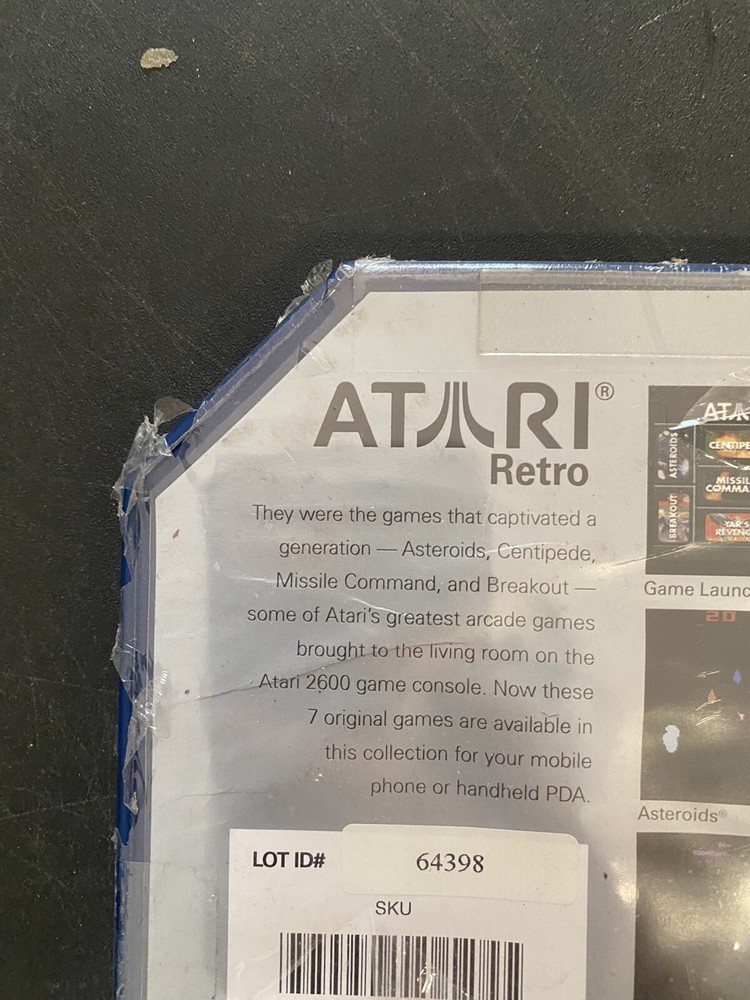 ATARI®
Retro
They were the games that captivated a
generation — Asteroids, Centipede,
Missile Command, and Breakout —
some of Atari's greatest arcade games
brought to the living room on the
Atari 2600 game console. Now these
7 original games are available in
this collection for your mobile
phone or handheld PDA.
LOT ID# 64398
SKU
ASTEROIDS
BREAKOUT
Game Launc
20
Asteroids®